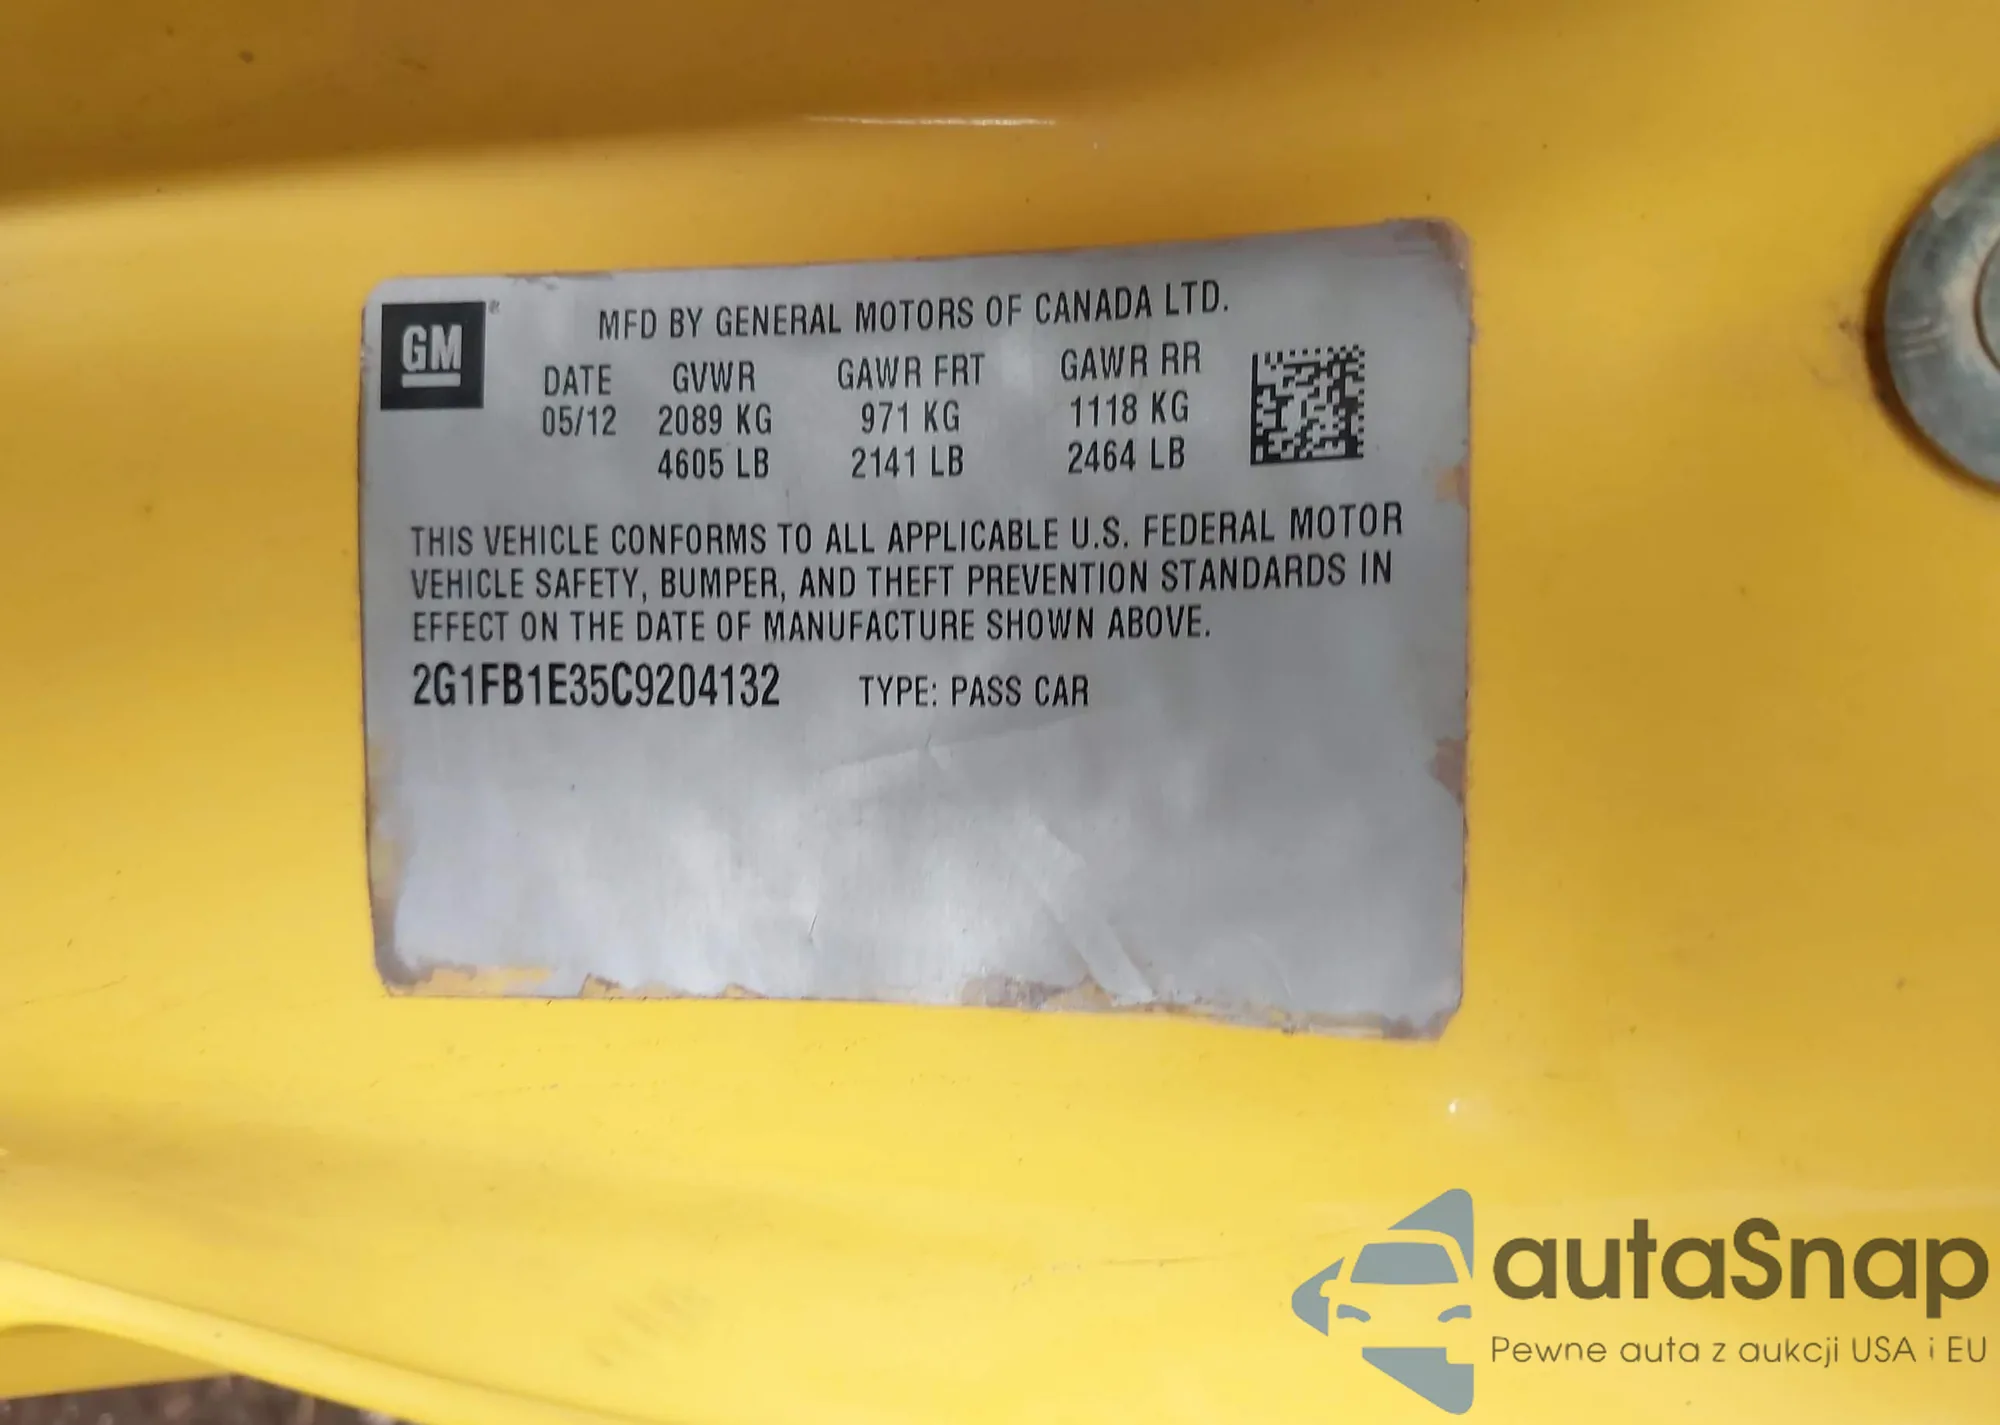 GM
MFD BY GENERAL MOTORS OF CANADA LTD.
DATE GVWR GAWR FRT GAWR RR
05/12 2089 KG 971 KG 1118 KG
4605 LB 2141 LB 2464 LB
THIS VEHICLE CONFORMS TO ALL APPLICABLE U.S. FEDERAL MOTOR
VEHICLE SAFETY, BUMPER, AND THEFT PREVENTION STANDARDS IN
EFFECT ON THE DATE OF MANUFACTURE SHOWN ABOVE.
2G1FB1E35C9204132 TYPE: PASS CAR
autaSnap
Pewne auta z aukcji USA i EU